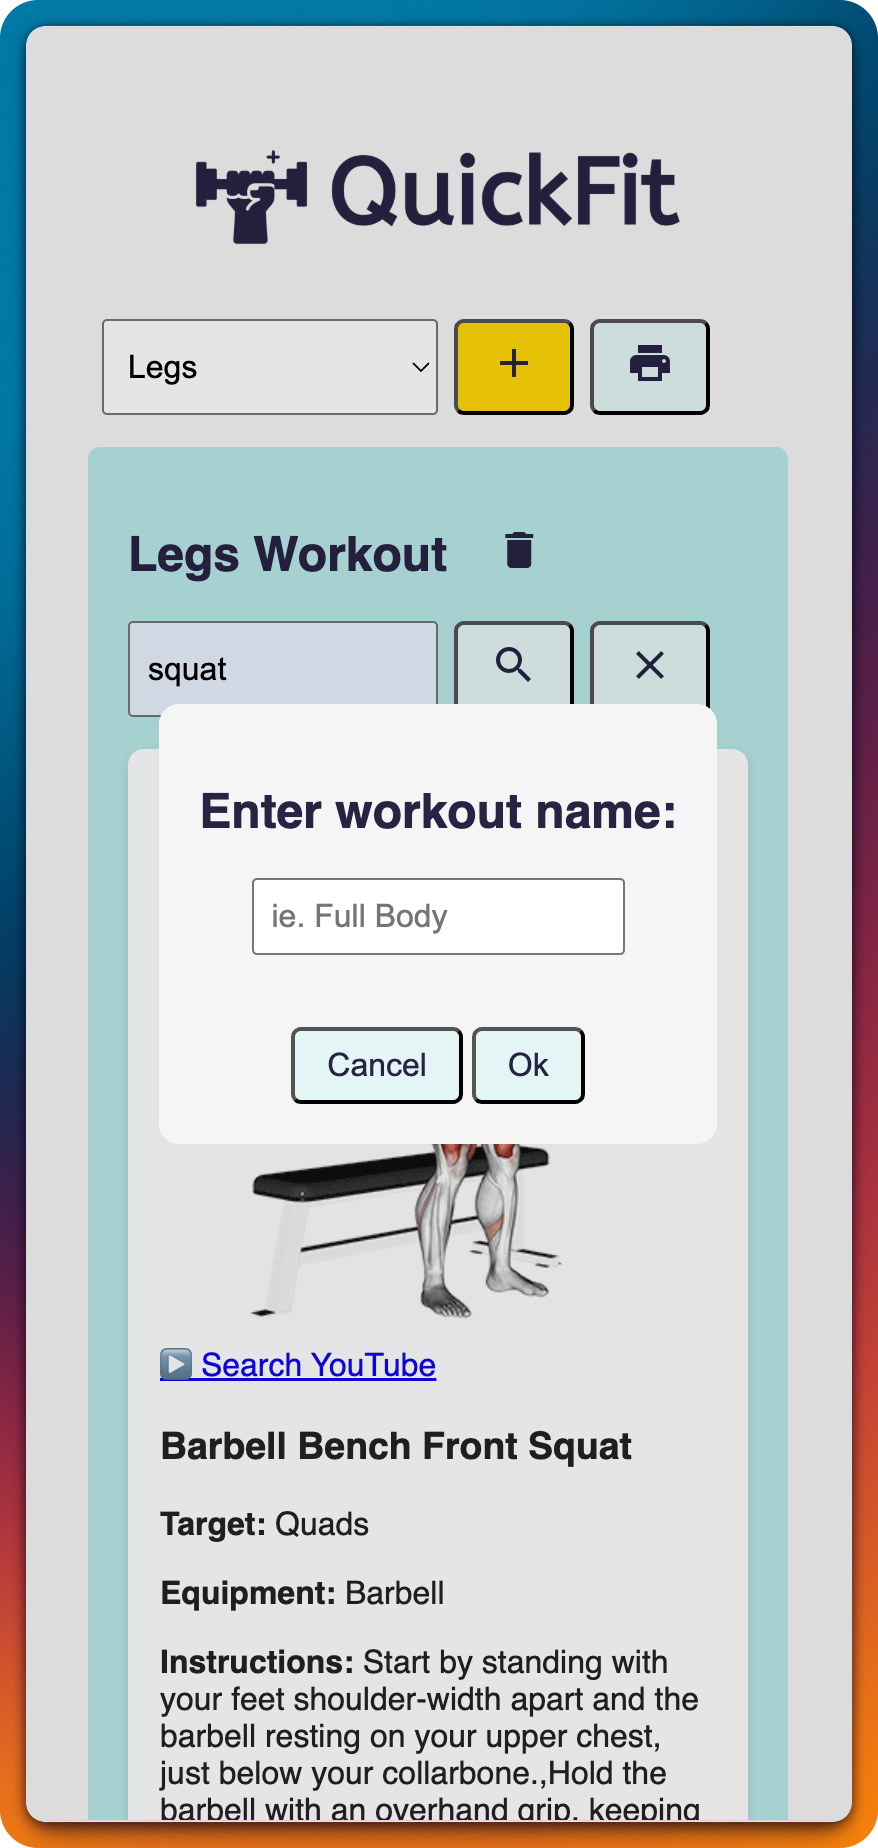 QuickFit
Legs
Legs Workout
squat
Enter workout name:
ie. Full Body
Cancel
Ok
Search YouTube
Barbell Bench Front Squat
Target: Quads
Equipment: Barbell
Instructions: Start by standing with
your feet shoulder-width apart and the
barbell resting on your upper chest,
just below your collarbone.,Hold the
barbell with an overhand grip, keeping